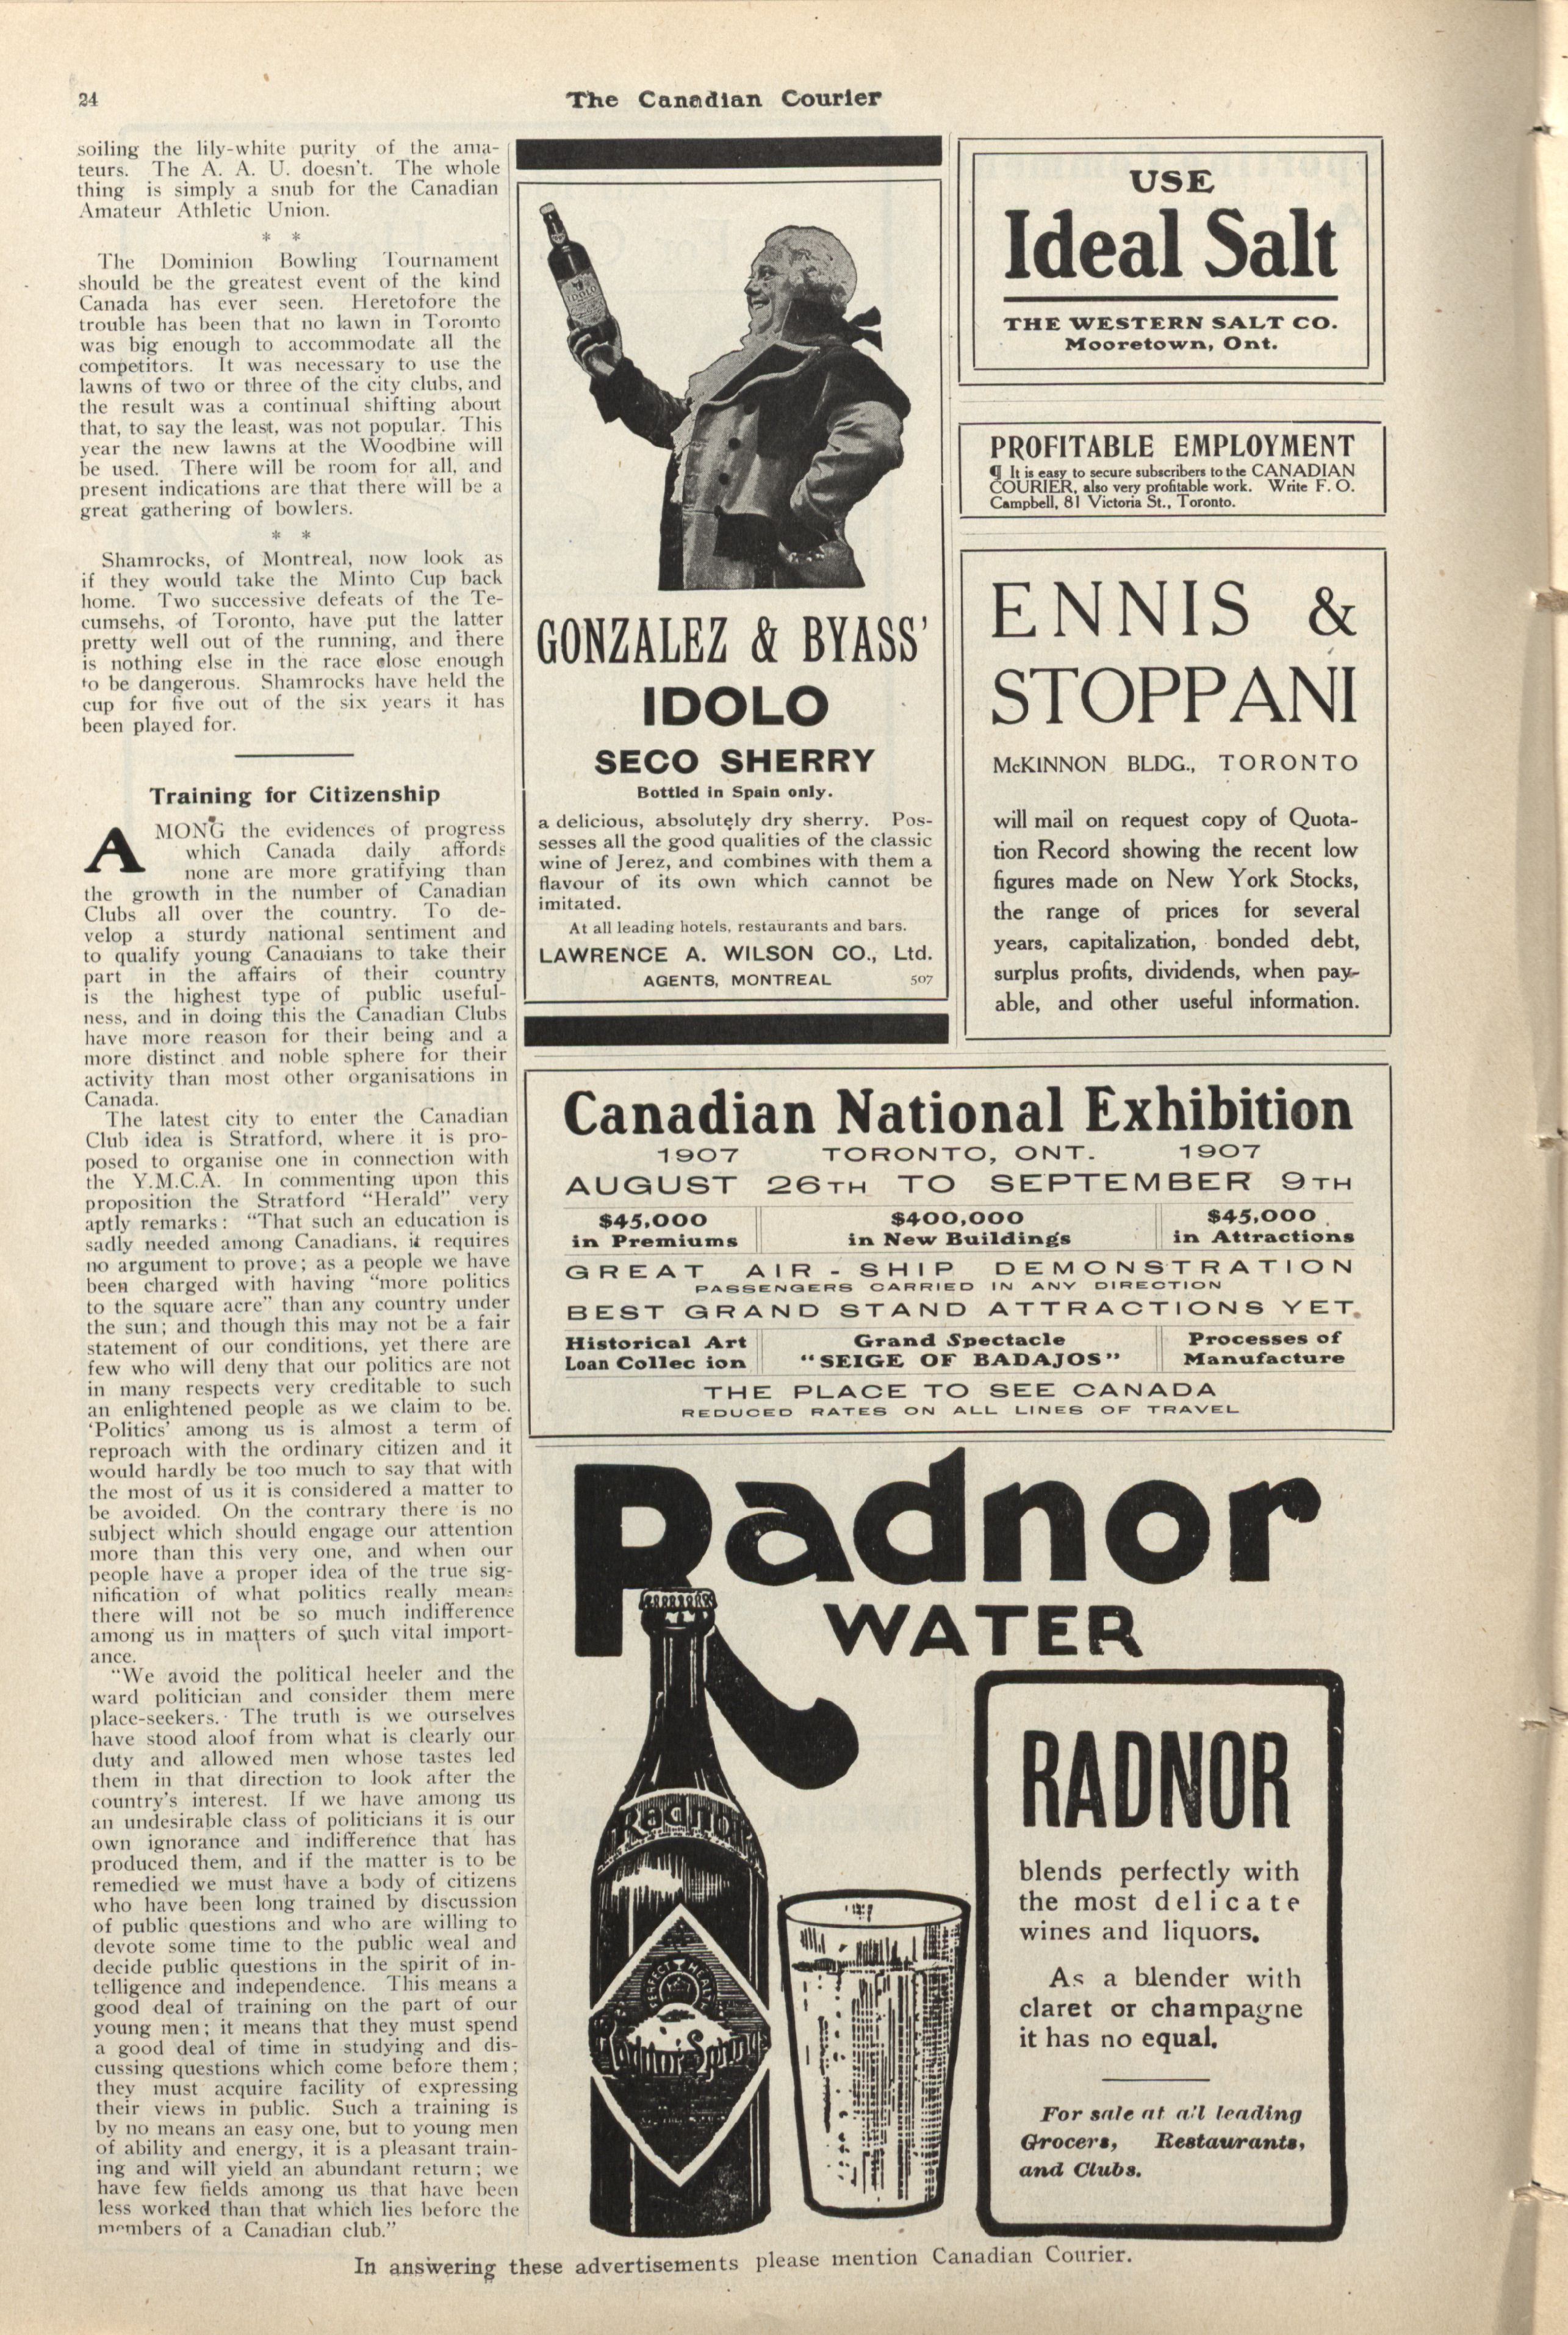 24
The Canadian Courier
soiling the lily-white purity of the ama-
teurs. The A. A. U. doesn't. The whole
thing is simply a snub for the Canadian
Amateur Athletic Union.
* *
The Dominion Bowling Tournament
should be the greatest event of the kind
Canada has ever seen. Heretofore the
trouble has been that no lawn in Toronto
was big enough to accommodate all the
competitors. It was necessary to use the
lawns of two or three of the city clubs, and
the result was a continual shifting about
that, to say the least, was not popular. This
year the new lawns at the Woodbine will
be used. There will be room for all, and
present indications are that there will be a
great gathering of bowlers.
* *
Shamrocks, of Montreal, now look as
if they would take the Minto Cup back
home. Two successive defeats of the Te-
cumsehs, of Toronto, have put the latter
pretty well out of the running, and there
is nothing else in the race close enough
to be dangerous. Shamrocks have held the
cup for five out of the six years it has
been played for.
Training for Citizenship
AMONG the evidences of progress
which Canada daily affords
none are more gratifying than
the growth in the number of Canadian
Clubs all over the country. To de-
velop a sturdy national sentiment and
to qualify young Canadians to take their
part in the affairs of their country
is the highest type of public useful-
ness, and in doing this the Canadian Clubs
have more reason for their being and a
more distinct and noble sphere for their
activity than most other organisations in
Canada.
The latest city to enter the Canadian
Club idea is Stratford, where it is pro-
posed to organise one in connection with
the Y.M.C.A. In commenting upon this
proposition the Stratford "Herald" very
aptly remarks: "That such an education is
sadly needed among Canadians, it requires
no argument to prove; as a people we have
been charged with having "more politics
to the square acre" than any country under
the sun; and though this may not be a fair
statement of our conditions, yet there are
few who will deny that our politics are not
in many respects very creditable to such
an enlightened people as we claim to be.
'Politics' among us is almost a term of
reproach with the ordinary citizen and it
would hardly be too much to say that with
the most of us it is considered a matter to
be avoided. On the contrary there is no
subject which should engage our attention
more than this very one, and when our
people have a proper idea of the true sig-
nification of what politics really means
there will not be so much indifference
among us in matters of such vital import-
ance.
"We avoid the political heeler and the
ward politician and consider them mere
place-seekers. The truth is we ourselves
have stood aloof from what is clearly our
duty and allowed men whose tastes led
them in that direction to look after the
country's interest. If we have among us
an undesirable class of politicians it is our
own ignorance and indifference that has
produced them, and if the matter is to be
remedied we must have a body of citizens
who have been long trained by discussion
of public questions and who are willing to
devote some time to the public weal and
decide public questions in the spirit of in-
telligence and independence. This means a
good deal of training on the part of our
young men; it means that they must spend
a good deal of time in studying and dis-
cussing questions which come before them;
they must acquire facility of expressing
their views in public. Such a training is
by no means an easy one, but to young men
of ability and energy, it is a pleasant train-
ing and will yield an abundant return; we
have few fields among us that have been
less worked than that which lies before the
members of a Canadian club."
IDOLO
GONZALEZ & BYASS'
IDOLO
SECO SHERRY
Bottled in Spain only.
a delicious, absolutely dry sherry. Pos-
sesses all the good qualities of the classic
wine of Jerez, and combines with them a
flavour of its own which cannot be
imitated.
At all leading hotels, restaurants and bars.
LAWRENCE A. WILSON CO., Ltd.
AGENTS, MONTREAL 507
USE
Ideal Salt
THE WESTERN SALT CO.
Mooretown, Ont.
PROFITABLE EMPLOYMENT
¶ It is easy to secure subscribers to the CANADIAN
COURIER, also very profitable work. Write F. O.
Campbell, 81 Victoria St., Toronto.
ENNIS &
STOPPANI
McKINNON BLDG., TORONTO
will mail on request copy of Quota-
tion Record showing the recent low
figures made on New York Stocks,
the range of prices for several
years, capitalization, bonded debt,
surplus profits, dividends, when pay-
able, and other useful information.
Canadian National Exhibition
1907 TORONTO, ONT. 1907
AUGUST 26TH TO SEPTEMBER 9TH
$45,000 in Premiums
$400,000 in New Buildings
$45,000 in Attractions
GREAT AIR-SHIP DEMONSTRATION
PASSENGERS CARRIED IN ANY DIRECTION
BEST GRAND STAND ATTRACTIONS YET.
Historical Art Loan Collec ion
Grand Spectacle "SEIGE OF BADAJOS"
Processes of Manufacture
THE PLACE TO SEE CANADA
REDUCED RATES ON ALL LINES OF TRAVEL
Radnor
WATER
Radnor
PERFECT HEALTH
RADNOR
blends perfectly with
the most delicate
wines and liquors.
As a blender with
claret or champagne
it has no equal.
For sale at all leading
Grocers, Restaurants,
and Clubs.
In answering these advertisements please mention Canadian Courier.